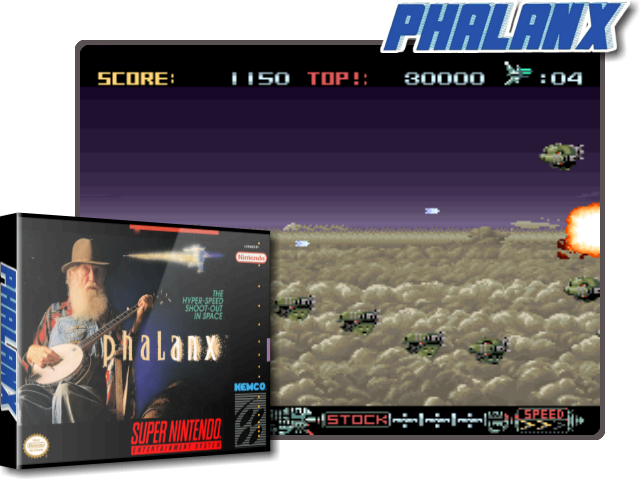 PHALANX
SCORE: 1150 TOP!: 30000 :04
Nintendo
THE
HYPER-SPEED
SHOOT-OUT
IN SPACE
phalanx
PHALANX
KEMCO
SUPER NINTENDO
ENTERTAINMENT SYSTEM
STOCK
SPEED